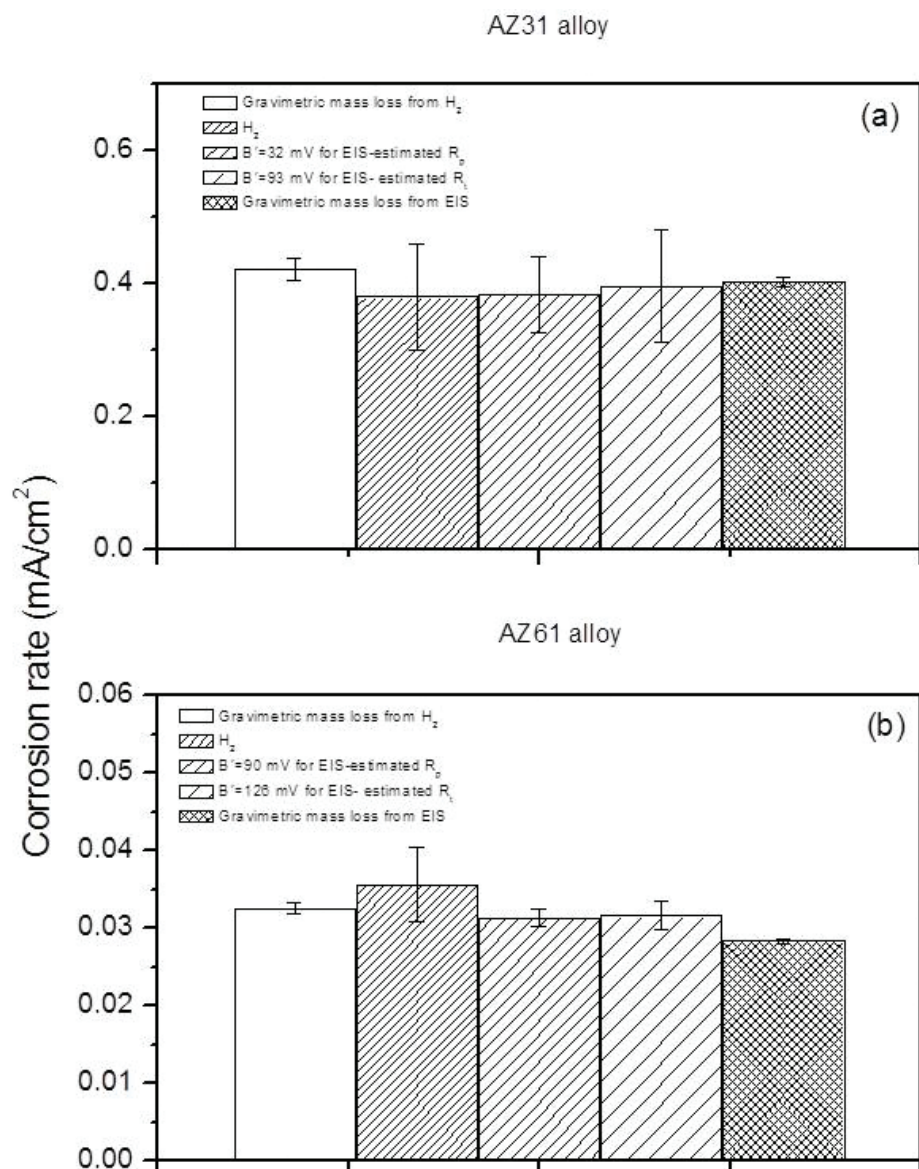 AZ31 alloy
(a)
Gravimetric mass loss from H₂
H₂
B´=32 mV for EIS-estimated Rₚ
B´=93 mV for EIS- estimated Rₜ
Gravimetric mass loss from EIS
0.6
0.4
0.2
0.0
Corrosion rate (mA/cm²)
AZ61 alloy
(b)
Gravimetric mass loss from H₂
H₂
B´=90 mV for EIS-estimated Rₚ
B´=126 mV for EIS- estimated Rₜ
Gravimetric mass loss from EIS
0.06
0.05
0.04
0.03
0.02
0.01
0.00